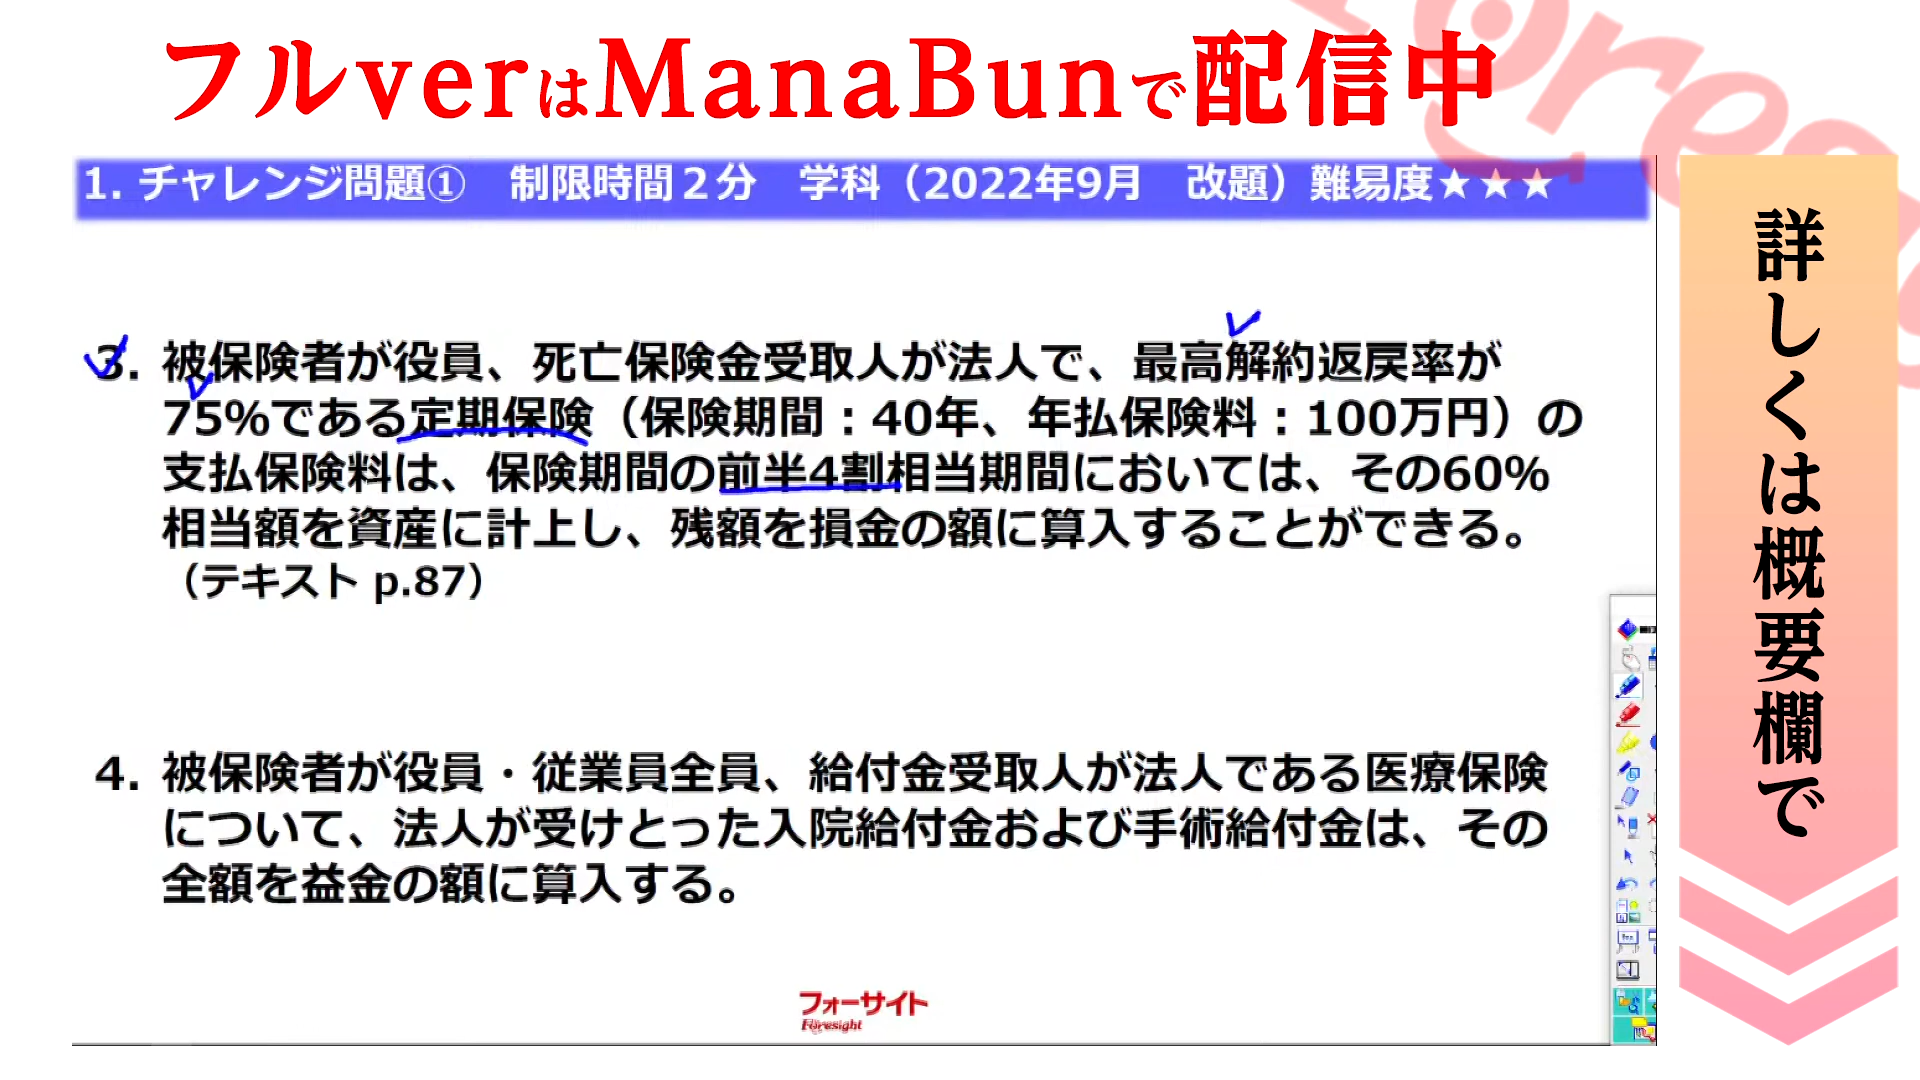 フルverはManaBunで配信中
1. チャレンジ問題① 制限時間２分 学科（2022年9月 改題）難易度★★★
3. 被保険者が役員、死亡保険金受取人が法人で、最高解約返戻率が
75%である定期保険（保険期間：40年、年払保険料：100万円）の
支払保険料は、保険期間の前半4割相当期間においては、その60%
相当額を資産に計上し、残額を損金の額に算入することができる。
（テキスト p.87）
4. 被保険者が役員・従業員全員、給付金受取人が法人である医療保険
について、法人が受けとった入院給付金および手術給付金は、その
全額を益金の額に算入する。
フォーサイト
Foresight
詳しくは概要欄で